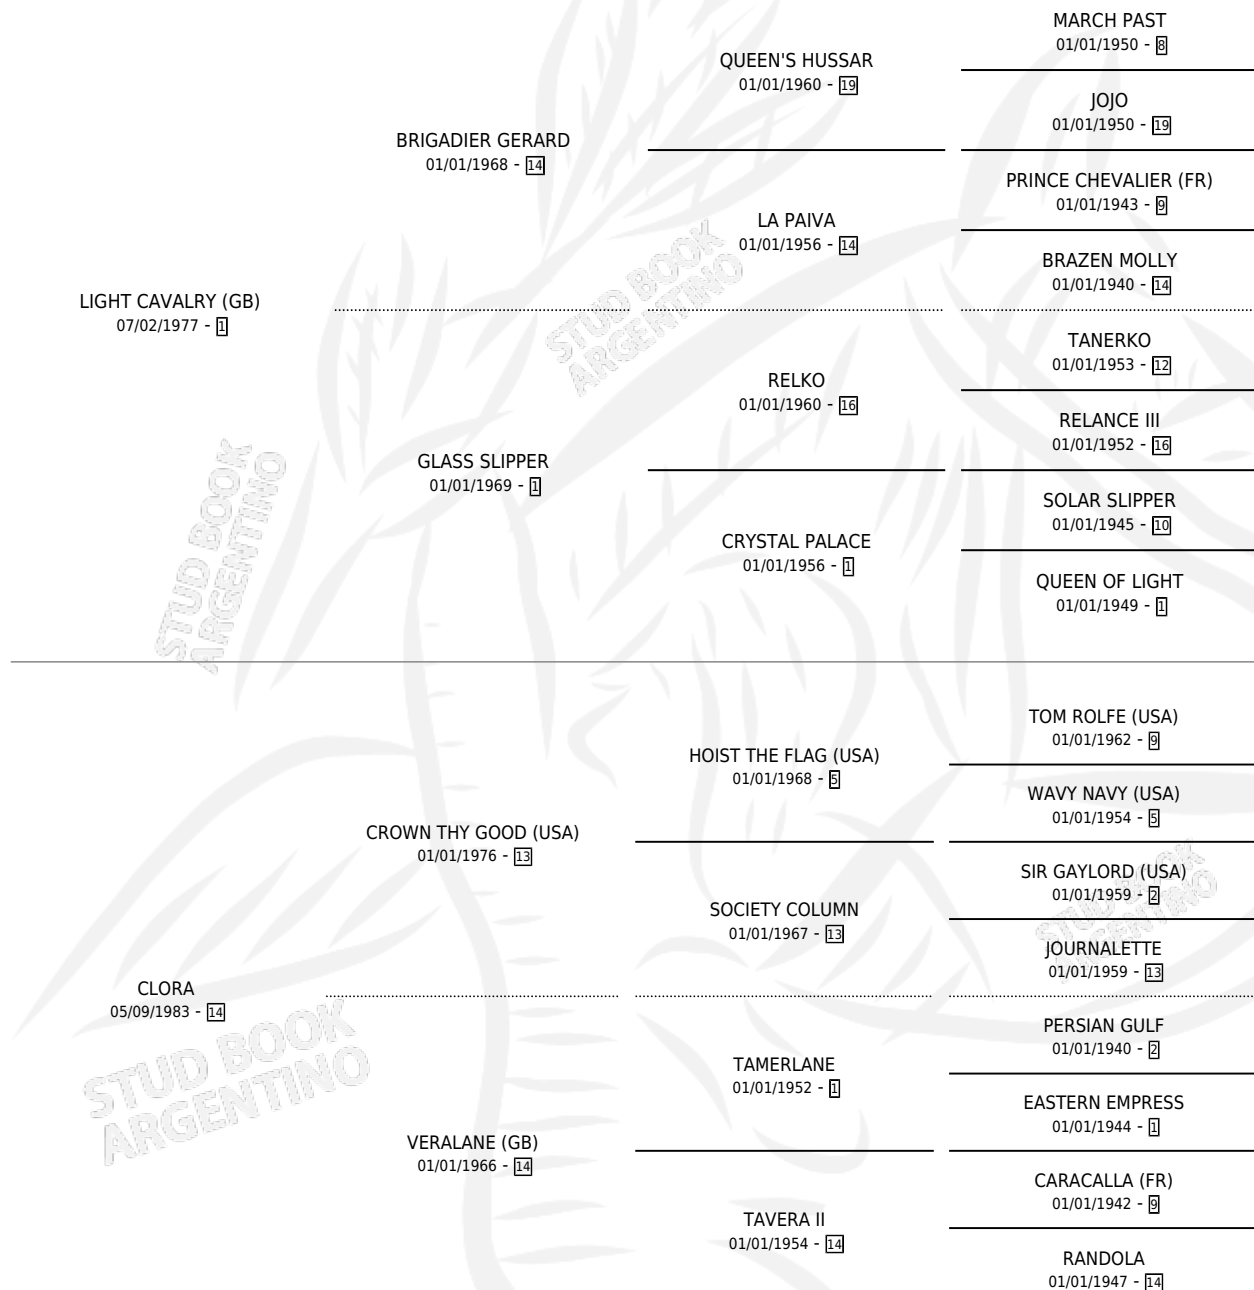 MARCH PAST
01/01/1950 - 8
QUEEN'S HUSSAR
01/01/1960 - 19
JOJO
01/01/1950 - 19
BRIGADIER GERARD
01/01/1968 - 14
PRINCE CHEVALIER (FR)
01/01/1943 - 9
LA PAIVA
01/01/1956 - 14
BRAZEN MOLLY
01/01/1940 - 14
LIGHT CAVALRY (GB)
07/02/1977 - 1
TANERKO
01/01/1953 - 12
RELKO
01/01/1960 - 16
RELANCE III
01/01/1952 - 16
GLASS SLIPPER
01/01/1969 - 1
SOLAR SLIPPER
01/01/1945 - 10
CRYSTAL PALACE
01/01/1956 - 1
QUEEN OF LIGHT
01/01/1949 - 1
TOM ROLFE (USA)
01/01/1962 - 9
HOIST THE FLAG (USA)
01/01/1968 - 5
WAVY NAVY (USA)
01/01/1954 - 5
CROWN THY GOOD (USA)
01/01/1976 - 13
SIR GAYLORD (USA)
01/01/1959 - 2
SOCIETY COLUMN
01/01/1967 - 13
JOURNALETTE
01/01/1959 - 13
CLORA
05/09/1983 - 14
PERSIAN GULF
01/01/1940 - 2
TAMERLANE
01/01/1952 - 1
EASTERN EMPRESS
01/01/1944 - 1
VERALANE (GB)
01/01/1966 - 14
CARACALLA (FR)
01/01/1942 - 9
TAVERA II
01/01/1954 - 14
RANDOLA
01/01/1947 - 14
STUD BOOK
ARGENTINO
STUD BOOK
ARGENTINO
STUD BOOK
ARGENTINO
STUD BOOK
ARGENTINO